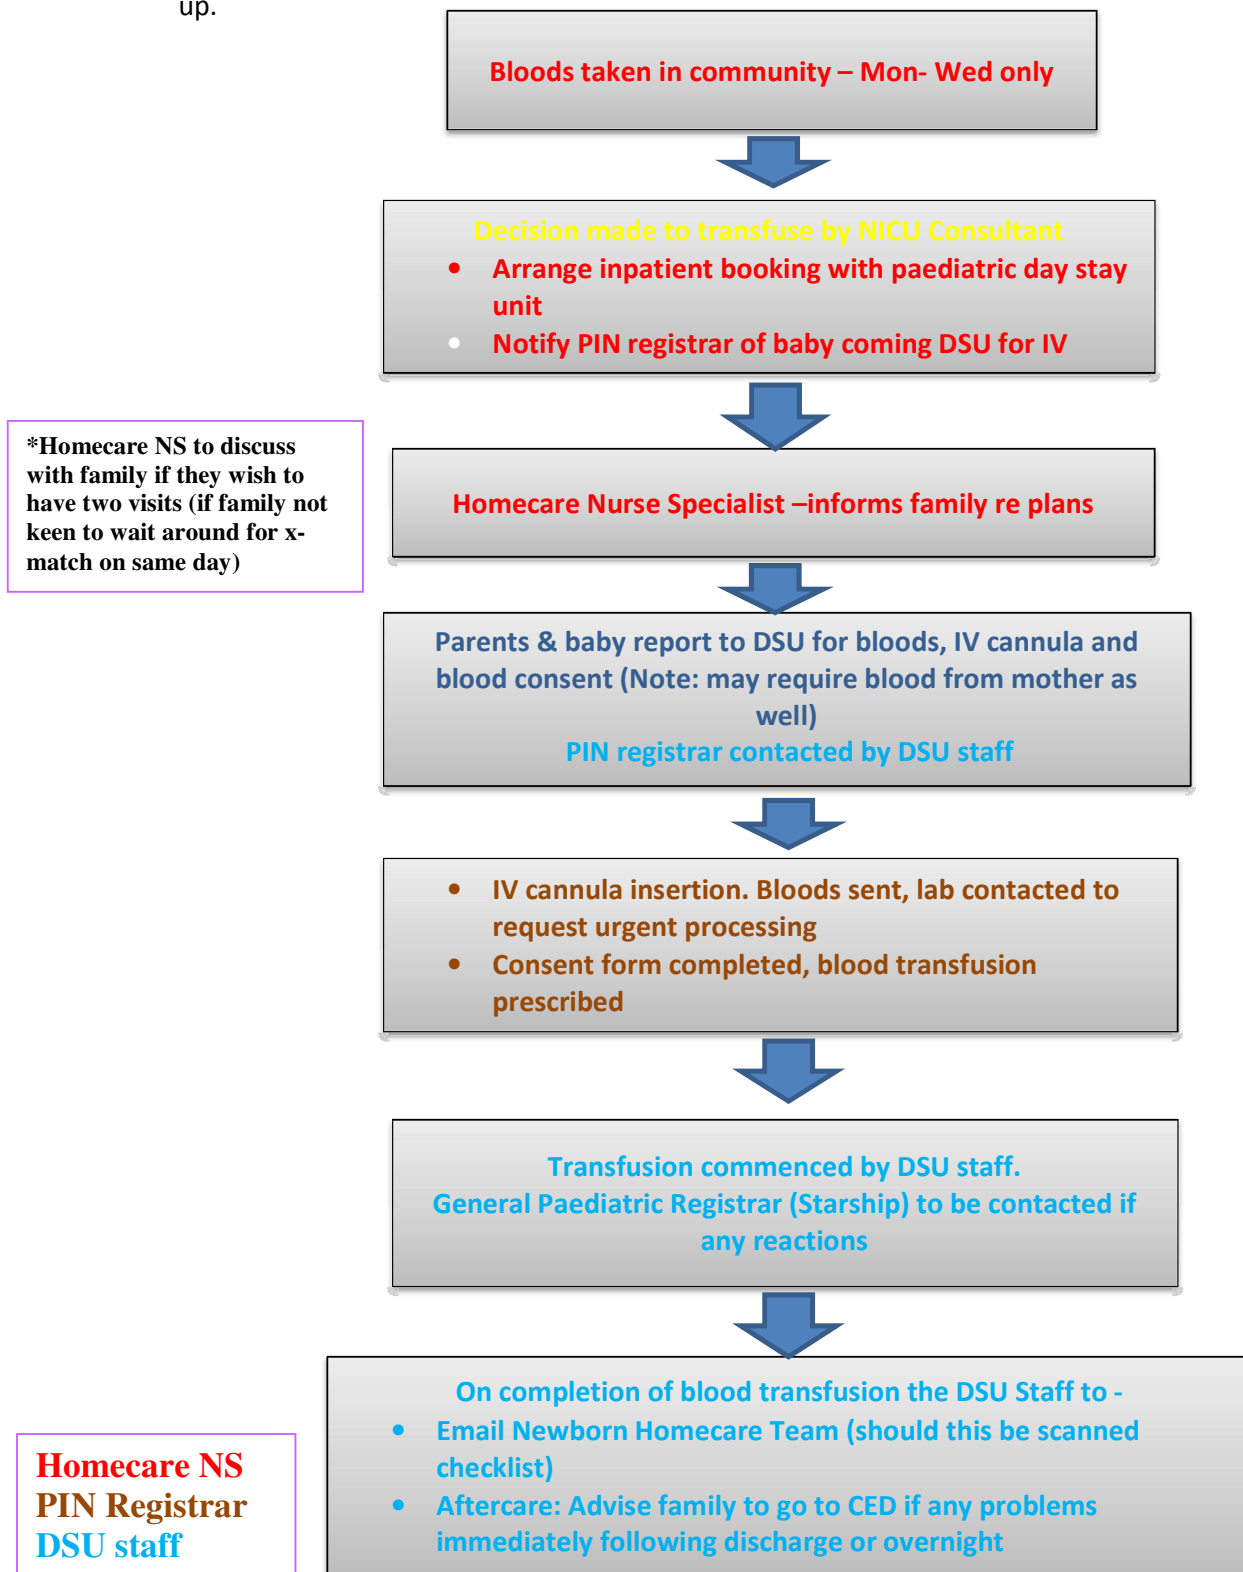 up.
Bloods taken in community – Mon- Wed only
Decision made to transfuse by NICU Consultant
• Arrange inpatient booking with paediatric day stay
unit
• Notify PIN registrar of baby coming DSU for IV
*Homecare NS to discuss
with family if they wish to
have two visits (if family not
keen to wait around for x-
match on same day)
Homecare Nurse Specialist –informs family re plans
Parents & baby report to DSU for bloods, IV cannula and
blood consent (Note: may require blood from mother as
well)
PIN registrar contacted by DSU staff
• IV cannula insertion. Bloods sent, lab contacted to
request urgent processing
• Consent form completed, blood transfusion
prescribed
Transfusion commenced by DSU staff.
General Paediatric Registrar (Starship) to be contacted if
any reactions
On completion of blood transfusion the DSU Staff to -
• Email Newborn Homecare Team (should this be scanned
checklist)
• Aftercare: Advise family to go to CED if any problems
immediately following discharge or overnight
Homecare NS
PIN Registrar
DSU staff